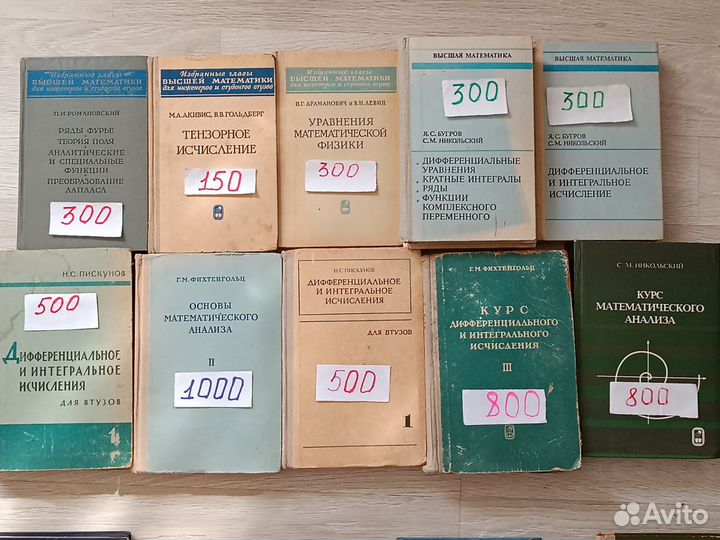 Избранные главы
ВЫСШЕЙ МАТЕМАТИКИ
для инженеров и студентов втузов
П.И.РОМАНОВСКИЙ
РЯДЫ ФУРЬЕ
ТЕОРИЯ ПОЛЯ
АНАЛИТИЧЕСКИЕ
И СПЕЦИАЛЬНЫЕ
ФУНКЦИИ
ПРЕОБРАЗОВАНИЕ
ЛАПЛАСА
300
Избранные главы
ВЫСШЕЙ МАТЕМАТИКИ
для инженеров и студентов втузов
М.А.АКИВИС, В.В.ГОЛЬДБЕРГ
ТЕНЗОРНОЕ
ИСЧИСЛЕНИЕ
150
Избранные главы
ВЫСШЕЙ МАТЕМАТИКИ
для инженеров и студентов втузов
И.Г.АРАМАНОВИЧ и В.И.ЛЕВИН
УРАВНЕНИЯ
МАТЕМАТИЧЕСКОЙ
ФИЗИКИ
300
ВЫСШАЯ МАТЕМАТИКА
300
Я.С.БУГРОВ
С.М.НИКОЛЬСКИЙ
• ДИФФЕРЕНЦИАЛЬНЫЕ
УРАВНЕНИЯ
• КРАТНЫЕ ИНТЕГРАЛЫ
• РЯДЫ
• ФУНКЦИИ
КОМПЛЕКСНОГО
ПЕРЕМЕННОГО
ВЫСШАЯ МАТЕМАТИКА
300
Я.С.БУГРОВ
С.М.НИКОЛЬСКИЙ
ДИФФЕРЕНЦИАЛЬНОЕ
И ИНТЕГРАЛЬНОЕ
ИСЧИСЛЕНИЕ
Н.С.ПИСКУНОВ
500
ДИФФЕРЕНЦИАЛЬНОЕ
И ИНТЕГРАЛЬНОЕ
ИСЧИСЛЕНИЯ
ДЛЯ ВТУЗОВ
1
Г.М.ФИХТЕНГОЛЬЦ
ОСНОВЫ
МАТЕМАТИЧЕСКОГО
АНАЛИЗА
II
1000
Н.С.ПИСКУНОВ
ДИФФЕРЕНЦИАЛЬНОЕ
И ИНТЕГРАЛЬНОЕ
ИСЧИСЛЕНИЯ
ДЛЯ ВТУЗОВ
500
1
Г.М.ФИХТЕНГОЛЬЦ
КУРС
ДИФФЕРЕНЦИАЛЬНОГО
И ИНТЕГРАЛЬНОГО
ИСЧИСЛЕНИЯ
III
800
С.М.НИКОЛЬСКИЙ
КУРС
МАТЕМАТИЧЕСКОГО
АНАЛИЗА
800
Avito